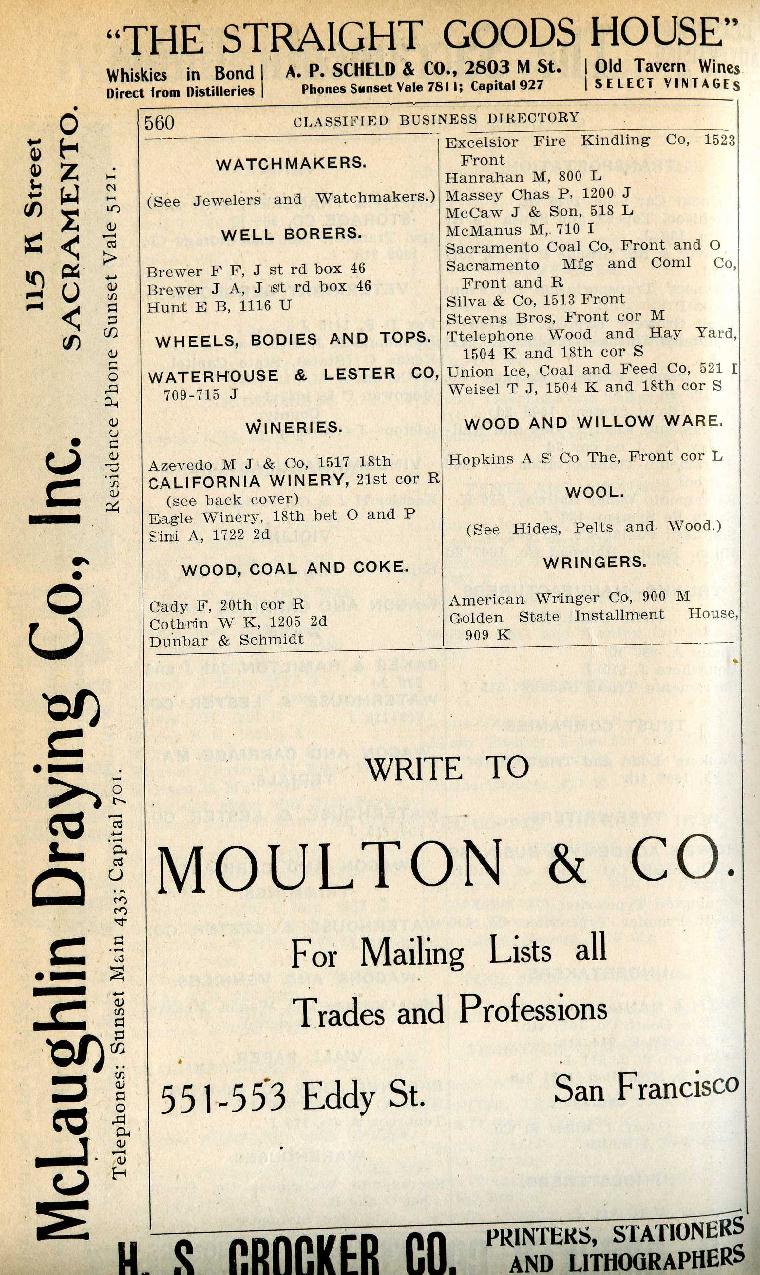 “THE STRAIGHT GOODS HOUSE”
Whiskies in Bond | A. P. SCHELD & CO., 2803 M St. | Old Tavern Wines
Direct from Distilleries | Phones Sunset Vale 7811; Capital 927 | SELECT VINTAGES
McLaughlin Draying Co., Inc.
115 K Street
SACRAMENTO.
Telephones: Sunset Main 433; Capital 701.
Residence Phone Sunset Vale 5121.
560
CLASSIFIED BUSINESS DIRECTORY
WATCHMAKERS.
(See Jewelers and Watchmakers.)
WELL BORERS.
Brewer F F, J st rd box 46
Brewer J A, J st rd box 46
Hunt E B, 1116 U
WHEELS, BODIES AND TOPS.
WATERHOUSE & LESTER CO,
709-715 J
WINERIES.
Azevedo M J & Co, 1517 18th
CALIFORNIA WINERY, 21st cor R
(see back cover)
Eagle Winery, 18th bet O and P
Sini A, 1722 2d
WOOD, COAL AND COKE.
Cady F, 20th cor R
Cothrin W K, 1205 2d
Dunbar & Schmidt
Excelsior Fire Kindling Co, 1523
Front
Hanrahan M, 800 L
Massey Chas P, 1200 J
McCaw J & Son, 518 L
McManus M, 710 I
Sacramento Coal Co, Front and O
Sacramento Mfg and Coml Co,
Front and R
Silva & Co, 1513 Front
Stevens Bros, Front cor M
Ttelephone Wood and Hay Yard,
1504 K and 18th cor S
Union Ice, Coal and Feed Co, 521 I
Weisel T J, 1504 K and 18th cor S
WOOD AND WILLOW WARE.
Hopkins A S Co The, Front cor L
WOOL.
(See Hides, Pelts and Wood.)
WRINGERS.
American Wringer Co, 900 M
Golden State Installment House,
909 K
WRITE TO
MOULTON & CO.
For Mailing Lists all
Trades and Professions
551-553 Eddy St. San Francisco
H. S. CROCKER CO.
PRINTERS, STATIONERS
AND LITHOGRAPHERS